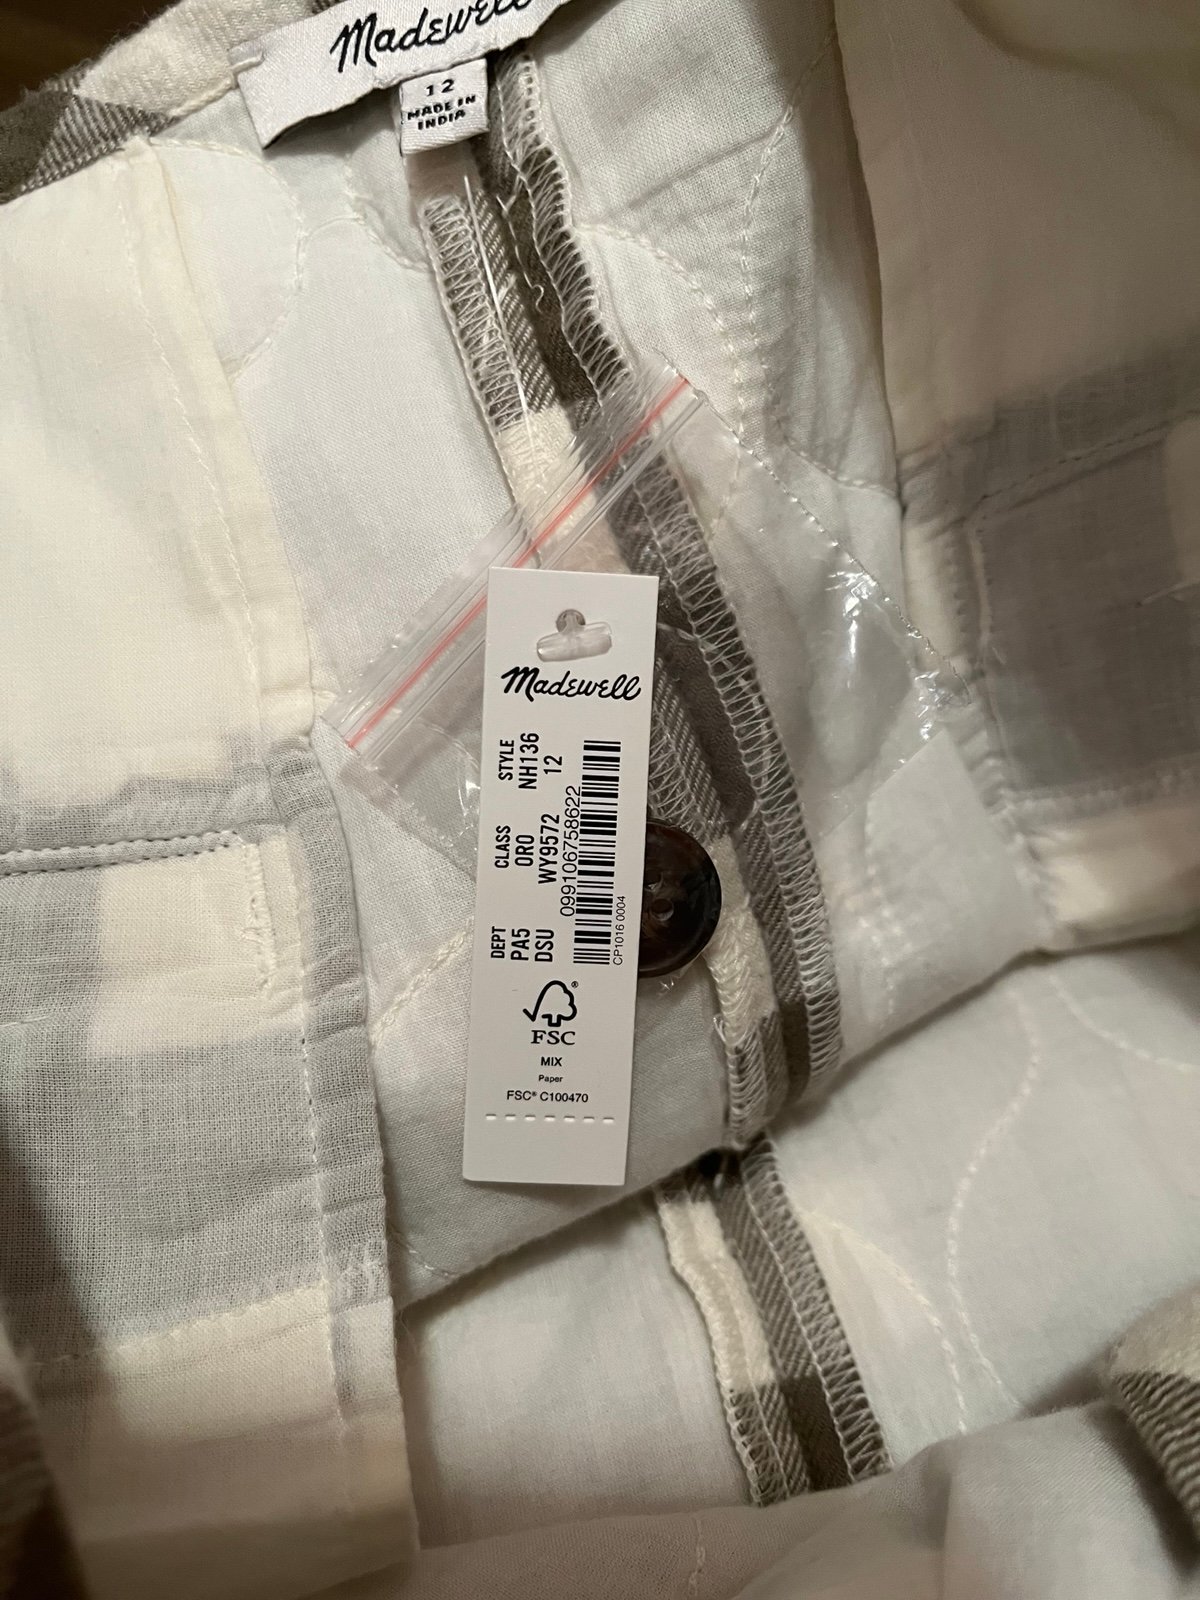 Madewell
12
MADE IN
INDIA
Madewell
DEPT CLASS STYLE
PA5 ORO NH136
DSU WY9572 12
099106758622
CP1016 0004
®
FSC
MIX
Paper
FSC® C100470